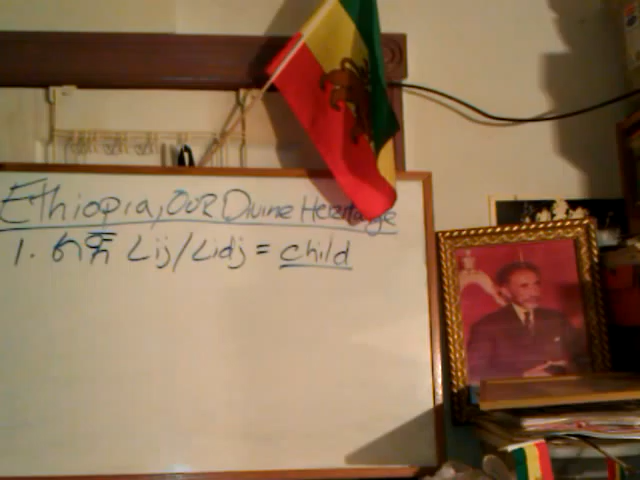 Ethiopia, Our Divine Heritage
1. ልጅ Lij/Lidj = child